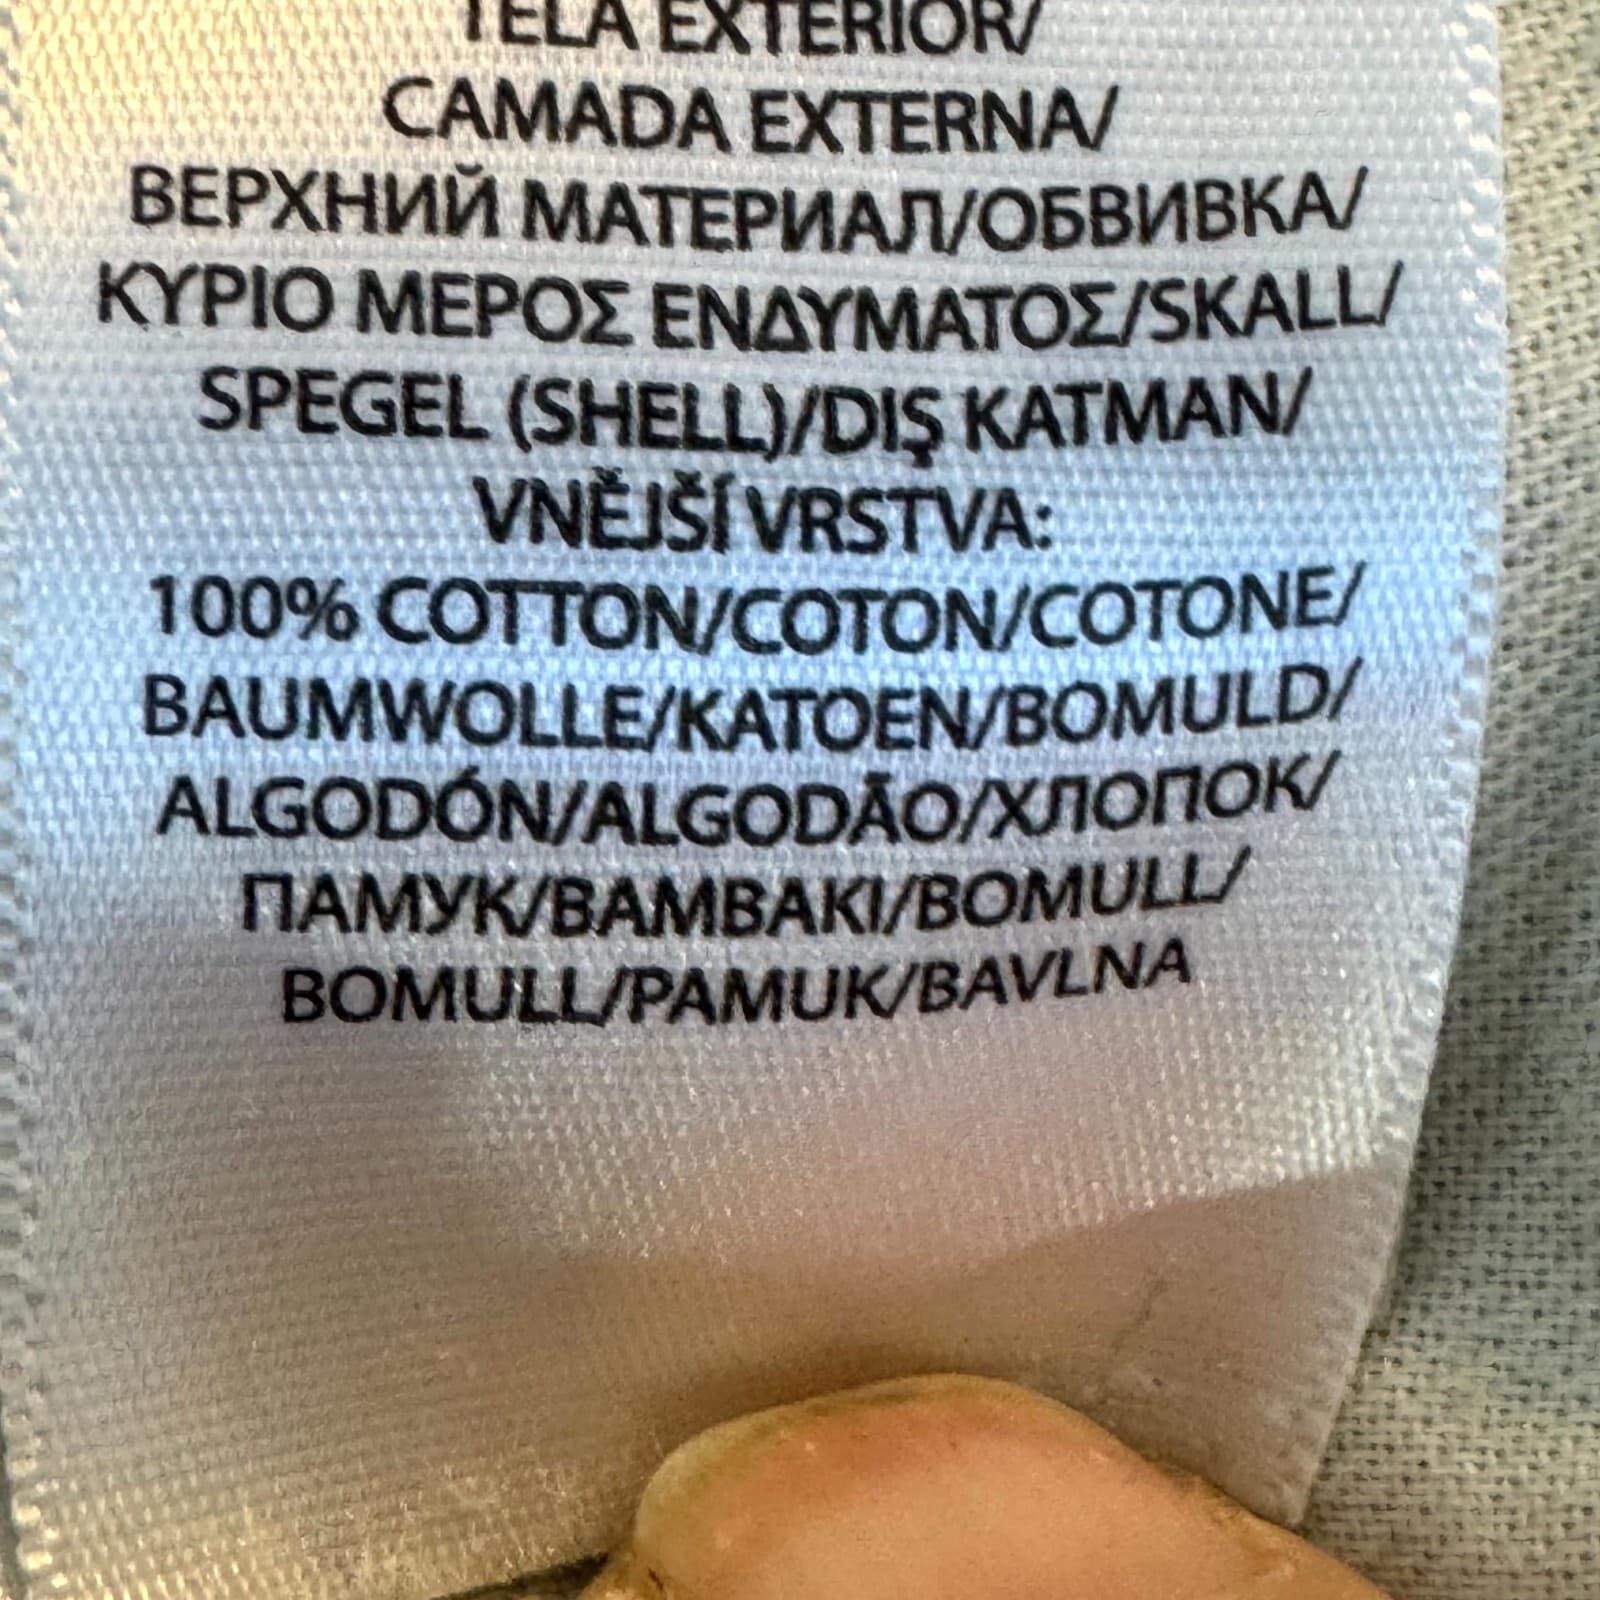 TELA EXTERIOR/
CAMADA EXTERNA/
ВЕРХНИЙ МАТЕРИАЛ/ОБВИВКА/
ΚΥΡΙΟ ΜΕΡΟΣ ΕΝΔΥΜΑΤΟΣ/SKALL/
SPEGEL (SHELL)/DIŞ KATMAN/
VNĚJŠÍ VRSTVA:
100% COTTON/COTON/COTONE/
BAUMWOLLE/KATOEN/BOMULD/
ALGODÓN/ALGODÃO/ХЛОПОК/
ПАМУК/ΒΑΜΒΑΚΙ/BOMULL/
BOMULL/PAMUK/BAVLNA